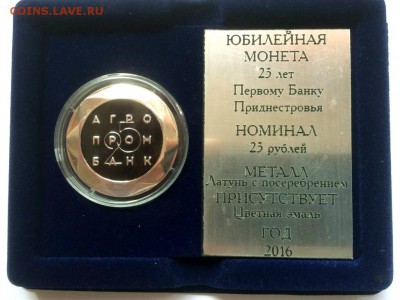 COINS.LAVE.RU
АГРО
ПРОМ
БАНК
25
ЮБИЛЕЙНАЯ
МОНЕТА
25 лет
Первому Банку
Приднестровья
НОМИНАЛ
25 рублей
МЕТАЛЛ
Латунь с посеребрением
ПРИСУТСТВУЕТ
Цветная эмаль
ГОД
2016